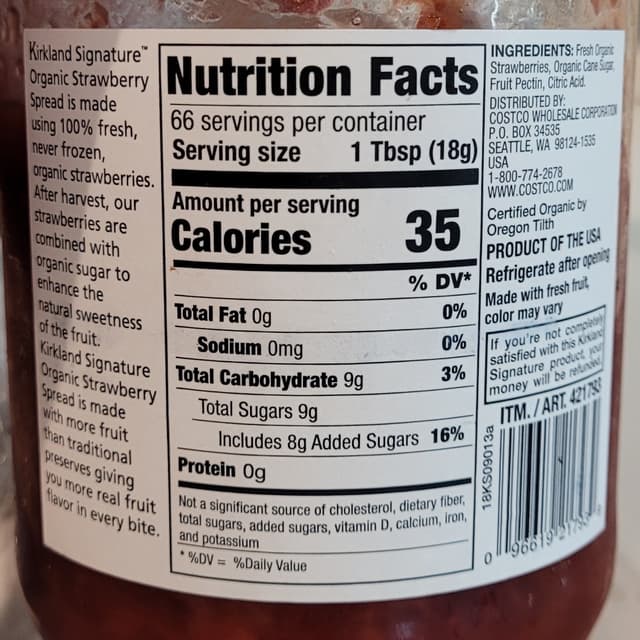 Kirkland Signature™
Organic Strawberry
Spread is made
using 100% fresh,
never frozen,
organic strawberries.
After harvest, our
strawberries are
combined with
organic sugar to
enhance the
natural sweetness
of the fruit.
Kirkland Signature
Organic Strawberry
Spread is made
with more fruit
than traditional
preserves giving
you more real fruit
flavor in every bite.
Nutrition Facts
66 servings per container
Serving size 1 Tbsp (18g)
Amount per serving
Calories 35
% DV*
Total Fat 0g 0%
Sodium 0mg 0%
Total Carbohydrate 9g 3%
Total Sugars 9g
Includes 8g Added Sugars 16%
Protein 0g
Not a significant source of cholesterol, dietary fiber,
total sugars, added sugars, vitamin D, calcium, iron,
and potassium
* %DV = %Daily Value
INGREDIENTS: Fresh Organic
Strawberries, Organic Cane Sugar,
Fruit Pectin, Citric Acid.
DISTRIBUTED BY:
COSTCO WHOLESALE CORPORATION
P.O. BOX 34535
SEATTLE, WA 98124-1535
USA
1-800-774-2678
WWW.COSTCO.COM
Certified Organic by
Oregon Tilth
PRODUCT OF THE USA
Refrigerate after opening
Made with fresh fruit,
color may vary
If you're not completely
satisfied with this Kirkland
Signature product, your
money will be refunded.
ITM. / ART. 421793
18KS09013a
0 96619 21793